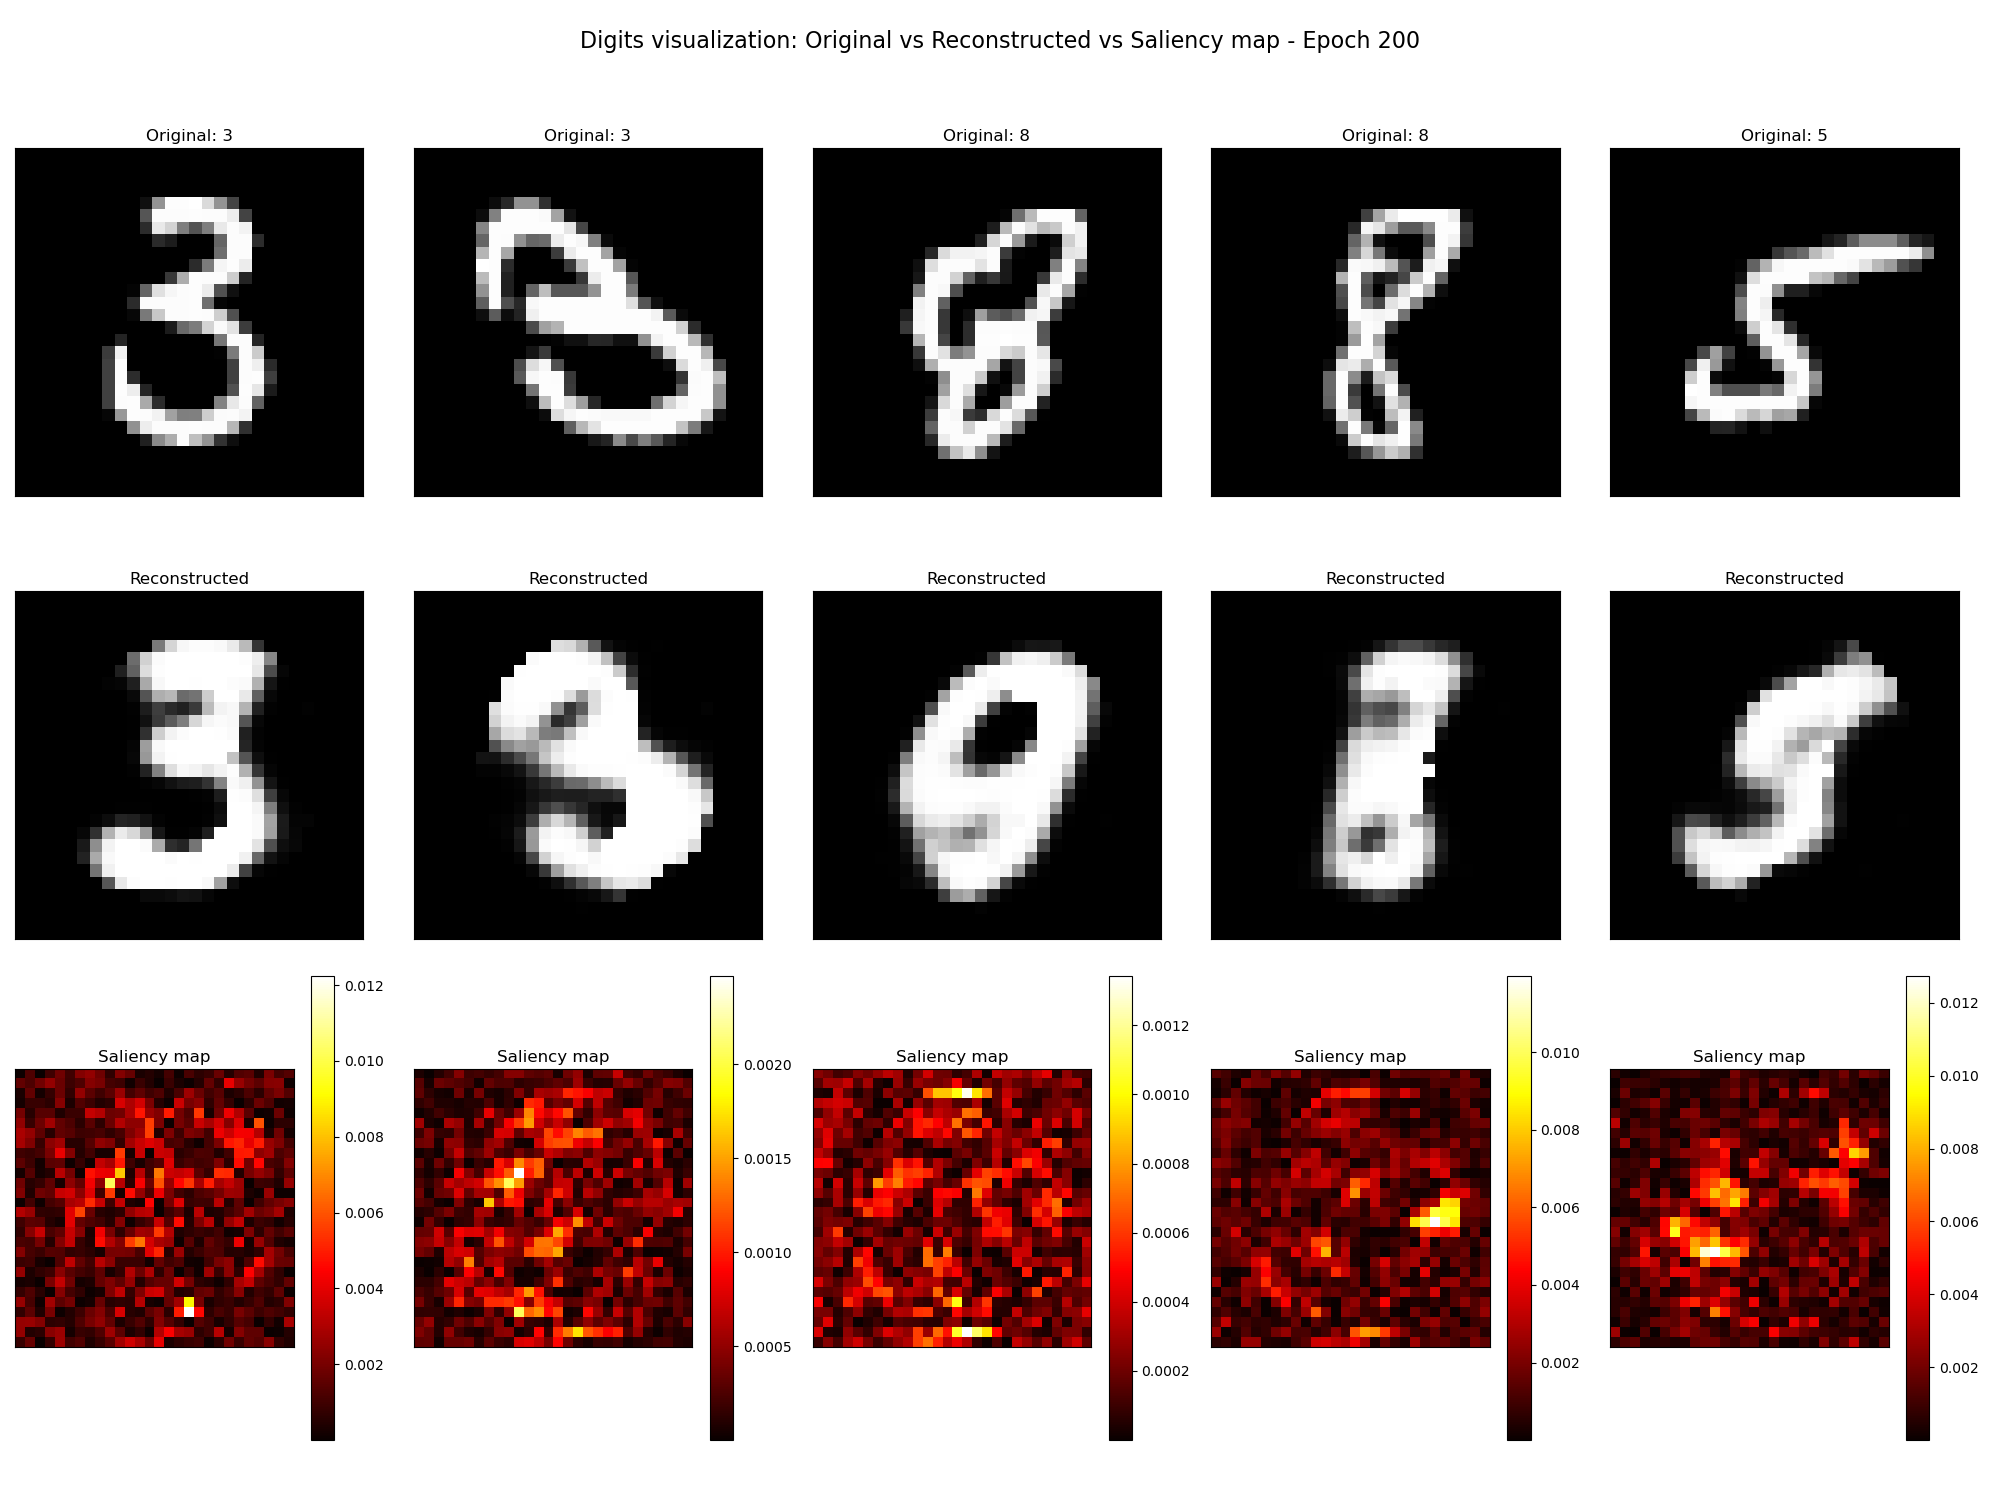 Digits visualization: Original vs Reconstructed vs Saliency map - Epoch 200
Original: 3
Original: 3
Original: 8
Original: 8
Original: 5
Reconstructed
Reconstructed
Reconstructed
Reconstructed
Reconstructed
Saliency map
0.012
0.010
0.008
0.006
0.004
0.002
Saliency map
0.0020
0.0015
0.0010
0.0005
Saliency map
0.0012
0.0010
0.0008
0.0006
0.0004
0.0002
Saliency map
0.010
0.008
0.006
0.004
0.002
Saliency map
0.012
0.010
0.008
0.006
0.004
0.002